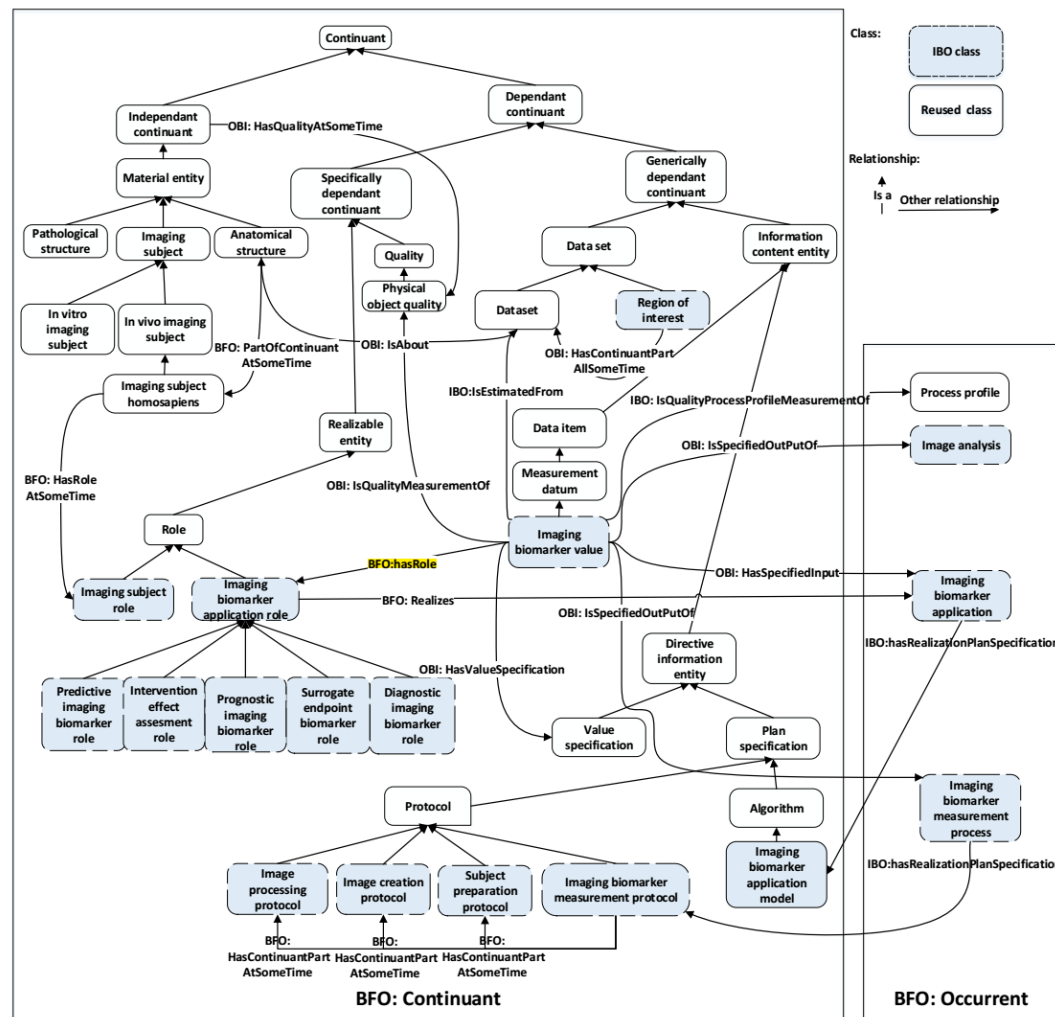 Continuant
Class:
IBO class
Dependant
continuant
Independant
continuant
OBI: HasQualityAtSomeTime
Reused class
Material entity
Specifically
dependant
continuant
Generically
dependant
continuant
Relationship:
Is a
Other relationship
Pathological
structure
Imaging
subject
Anatomical
structure
Quality
Data set
Information
content entity
Physical
object quality
In vitro
imaging
subject
In vivo imaging
subject
Dataset
Region of
interest
BFO: PartOfContinuant
AtSomeTime
OBI: IsAbout
OBI: HasContinuantPart
AllSomeTime
Imaging subject
homosapiens
IBO:IsEstimatedFrom
IBO: IsQualityProcessProfileMeasurementOf
Process profile
Realizable
entity
Data item
OBI: IsSpecifiedOutPutOf
Image analysis
BFO: HasRole
AtSomeTime
OBI: IsQualityMeasurementOf
Measurement
datum
Role
Imaging
biomarker value
BFO:hasRole
OBI: HasSpecifiedInput
Imaging subject
role
Imaging
biomarker
application role
BFO: Realizes
OBI: IsSpecifiedOutPutOf
Imaging
biomarker
application
IBO:hasRealizationPlanSpecification
OBI: HasValueSpecification
Directive
information
entity
Predictive
imaging
biomarker
role
Intervention
effect
assesment role
Prognostic
imaging
biomarker
role
Surrogate
endpoint
biomarker
role
Diagnostic
imaging
biomarker role
Value
specification
Plan
specification
Protocol
Algorithm
Imaging
biomarker
measurement
process
Image
processing
protocol
Image creation
protocol
Subject
preparation
protocol
Imaging biomarker
measurement protocol
Imaging
biomarker
application
model
IBO:hasRealizationPlanSpecification
BFO:
HasContinuantPart
AtSomeTime
BFO:
HasContinuantPart
AtSomeTime
BFO:
HasContinuantPart
AtSomeTime
BFO: Continuant
BFO: Occurrent